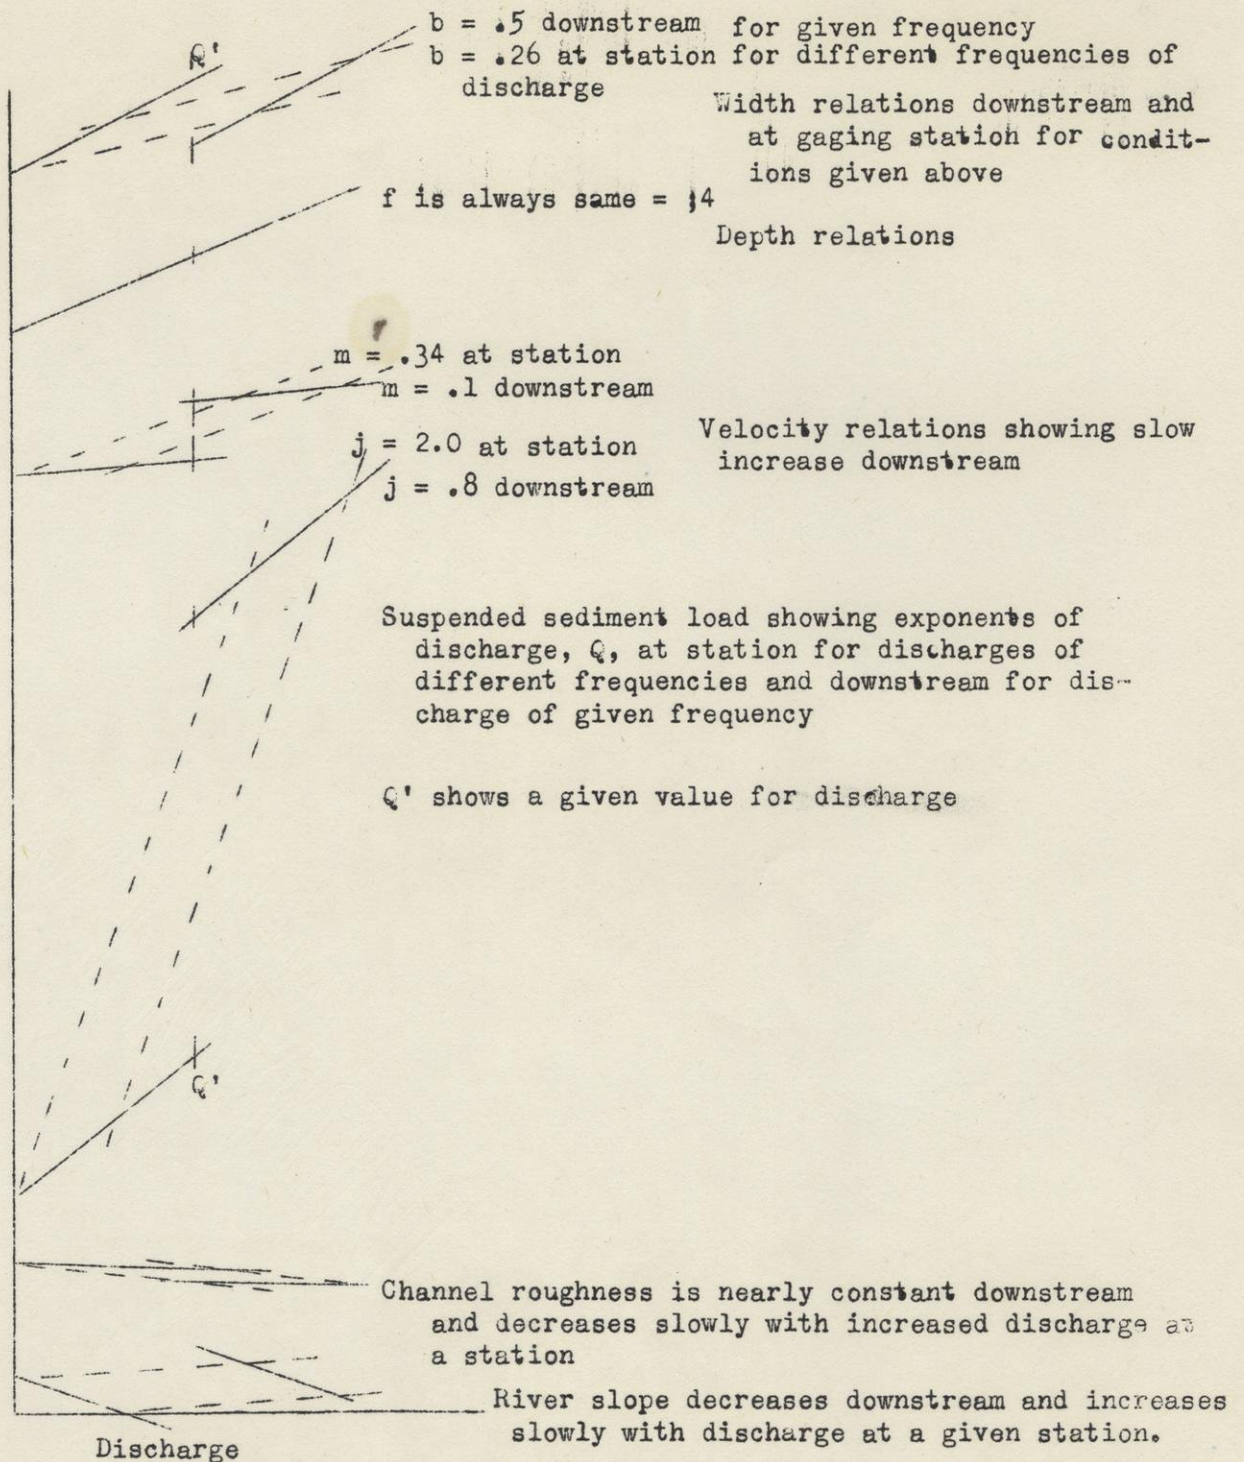 b = .5 downstream for given frequency
Q'
b = .26 at station for different frequencies of
discharge
Width relations downstream and
at gaging station for condit-
ions given above
f is always same = .4
Depth relations
m = .34 at station
m = .1 downstream
Velocity relations showing slow
increase downstream
j = 2.0 at station
j = .8 downstream
Suspended sediment load showing exponents of
discharge, Q, at station for discharges of
different frequencies and downstream for dis-
charge of given frequency
Q' shows a given value for discharge
Q'
Channel roughness is nearly constant downstream
and decreases slowly with increased discharge at
a station
River slope decreases downstream and increases
slowly with discharge at a given station.
Discharge